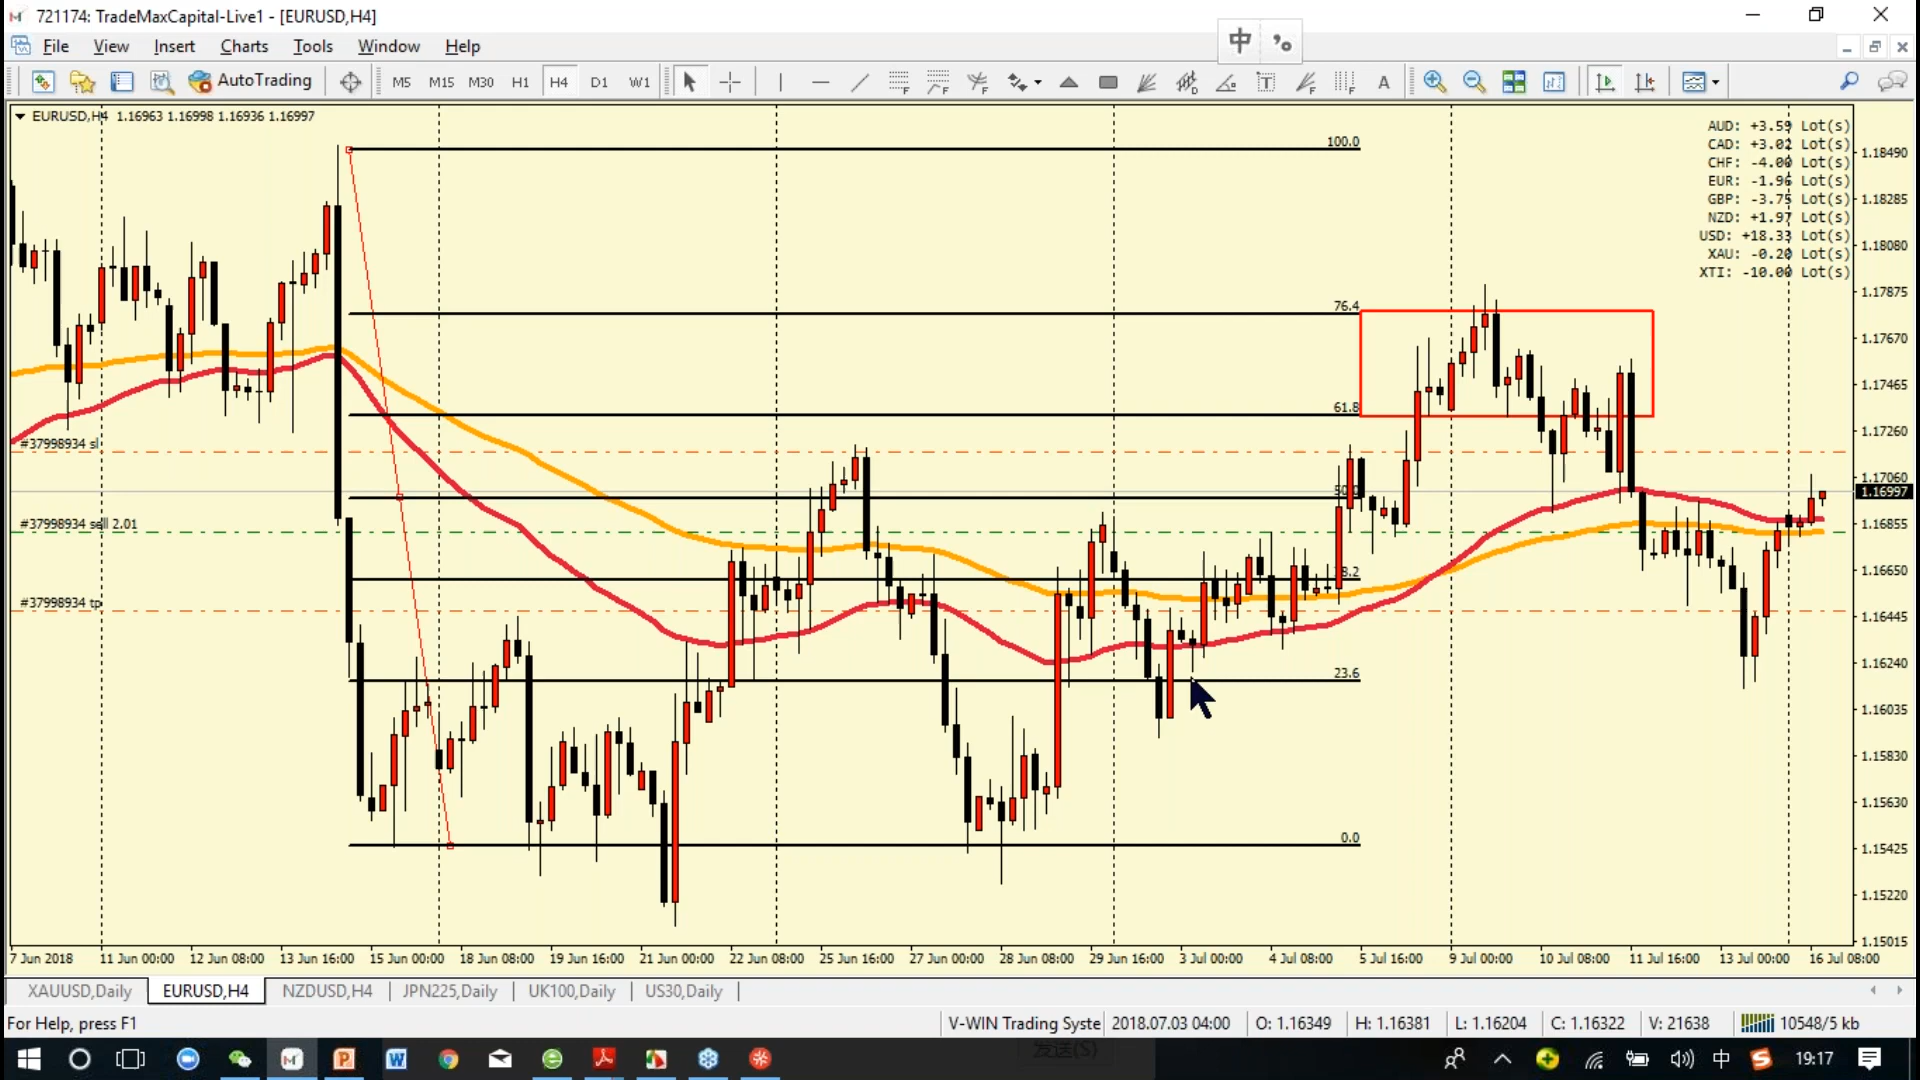 721174: TradeMaxCapital-Live1 - [EURUSD,H4]
File View Insert Charts Tools Window Help
中 °,
AutoTrading M5 M15 M30 H1 H4 D1 W1 A
EURUSD,H4 1.16963 1.16998 1.16936 1.16997
AUD: +3.59 Lot(s)
CAD: +3.02 Lot(s)
CHF: -4.00 Lot(s)
EUR: -1.96 Lot(s)
GBP: -3.75 Lot(s)
NZD: +1.97 Lot(s)
USD: +18.33 Lot(s)
XAU: -0.20 Lot(s)
XTI: -10.00 Lot(s)
100.0
76.4
61.8
50.0
38.2
23.6
0.0
#37998934 sl
#37998934 sell 2.01
#37998934 tp
1.18490
1.18285
1.18080
1.17875
1.17670
1.17465
1.17260
1.17060
1.16997
1.16855
1.16650
1.16445
1.16240
1.16035
1.15830
1.15630
1.15425
1.15220
1.15015
7 Jun 2018 11 Jun 00:00 12 Jun 08:00 13 Jun 16:00 15 Jun 00:00 18 Jun 08:00 19 Jun 16:00 21 Jun 00:00 22 Jun 08:00 25 Jun 16:00 27 Jun 00:00 28 Jun 08:00 29 Jun 16:00 3 Jul 00:00 4 Jul 08:00 5 Jul 16:00 9 Jul 00:00 10 Jul 08:00 11 Jul 16:00 13 Jul 00:00 16 Jul 08:00
XAUUSD,Daily EURUSD,H4 NZDUSD,H4 JPN225,Daily UK100,Daily US30,Daily
For Help, press F1 V-WIN Trading Syste 2018.07.03 04:00 O: 1.16349 H: 1.16381 L: 1.16204 C: 1.16322 V: 21638 10548/5 kb
发送(S)
中 19:17